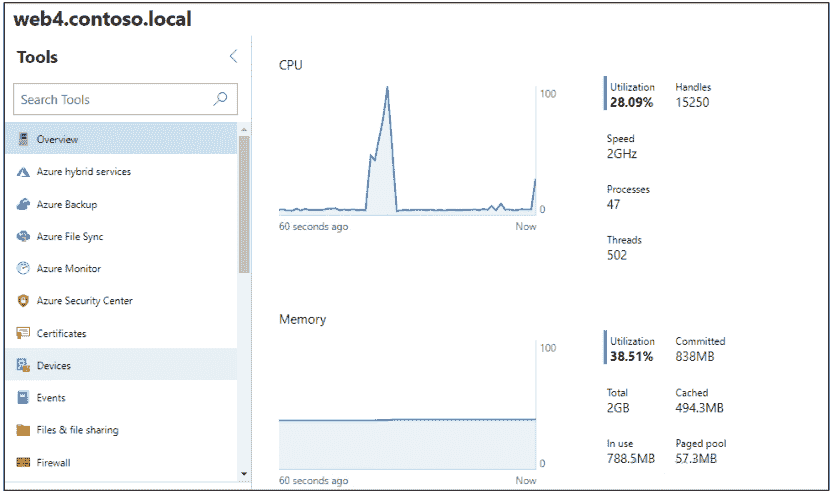 web4.contoso.local
Tools
Search Tools
Overview
Azure hybrid services
Azure Backup
Azure File Sync
Azure Monitor
Azure Security Center
Certificates
Devices
Events
Files & file sharing
Firewall
CPU
100
0
60 seconds ago Now
Utilization Handles
28.09% 15250
Speed
2GHz
Processes
47
Threads
502
Memory
100
0
60 seconds ago Now
Utilization Committed
38.51% 838MB
Total Cached
2GB 494.3MB
In use Paged pool
788.5MB 57.3MB